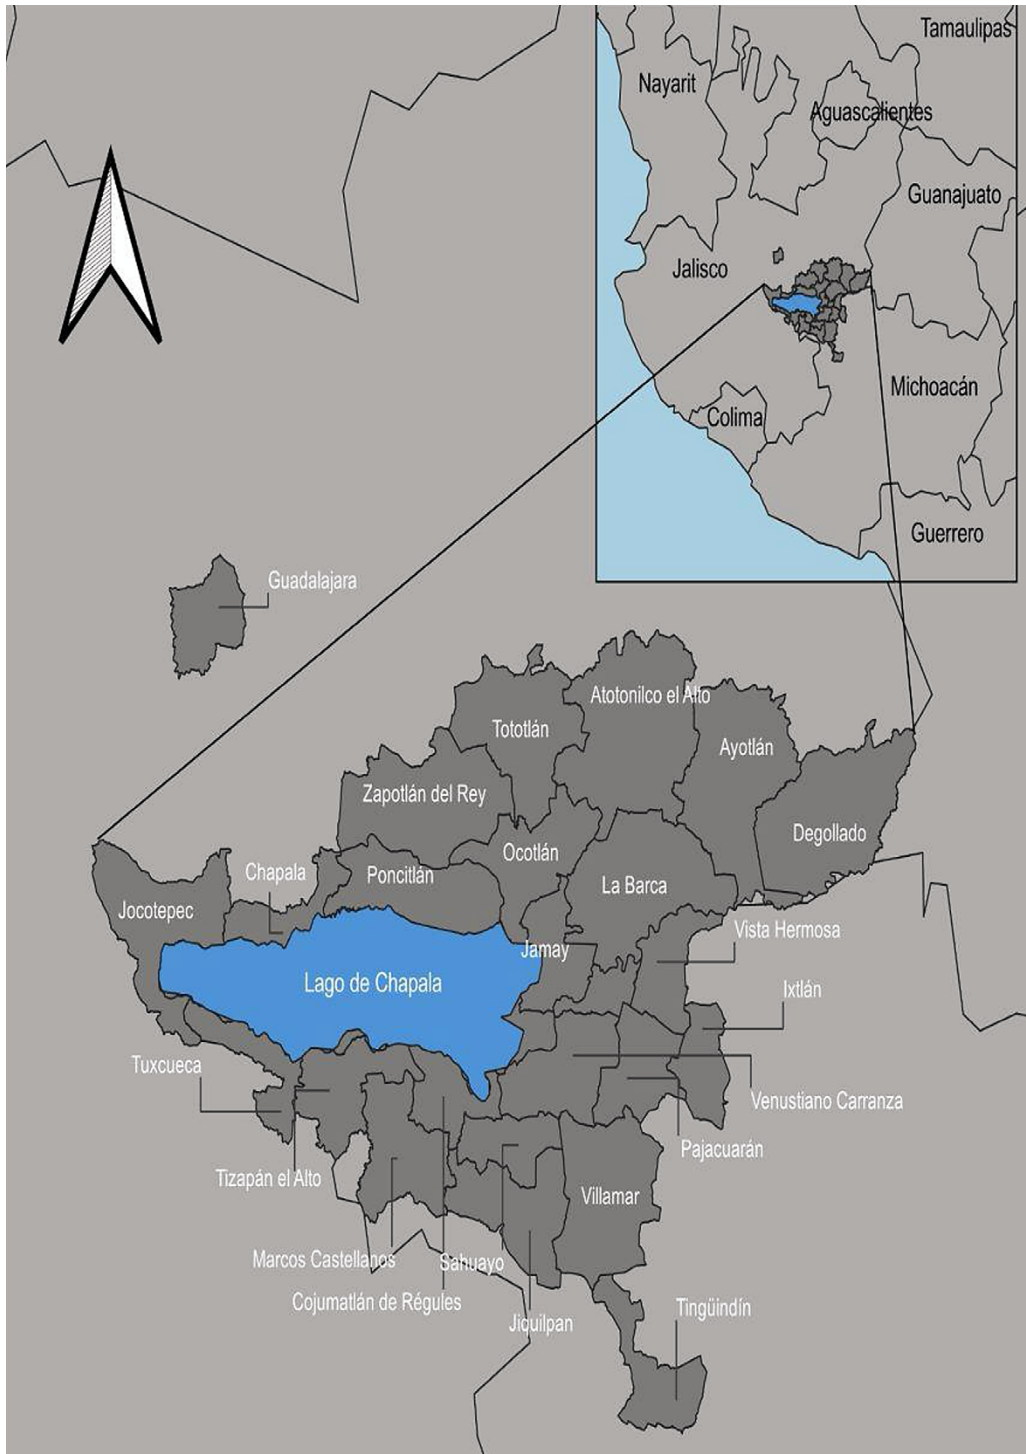 Tamaulipas
Nayarit
Aguascalientes
Guanajuato
Jalisco
Michoacán
Colima
Guerrero
Guadalajara
Atotonilco el Alto
Tototlán
Ayotlán
Zapotlán del Rey
Degollado
Ocotlán
Chapala
Poncitlán
La Barca
Jocotepec
Vista Hermosa
Jamay
Lago de Chapala
Ixtlán
Tuxcueca
Venustiano Carranza
Pajacuarán
Tizapán el Alto
Villamar
Marcos Castellanos
Sahuayo
Cojumatlán de Régules
Tingüindín
Jiquilpan